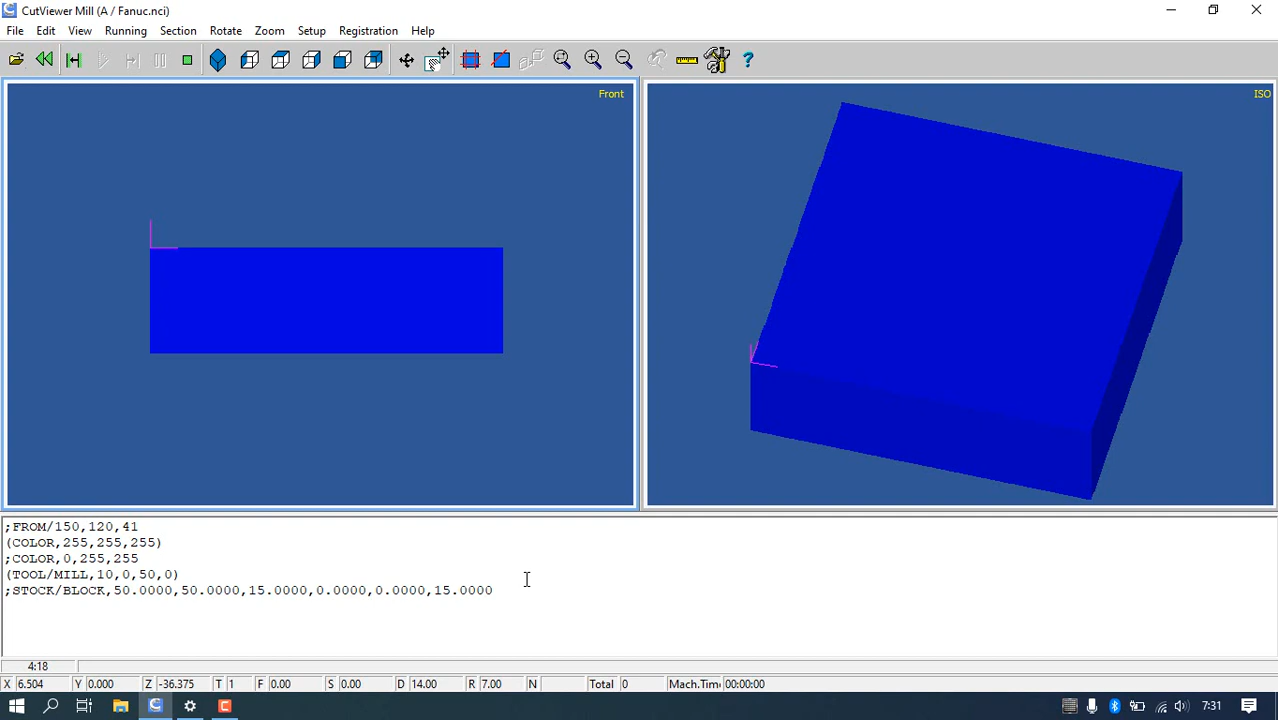 CutViewer Mill (A / Fanuc.nci)
File Edit View Running Section Rotate Zoom Setup Registration Help
Front
ISO
;FROM/150,120,41
(COLOR,255,255,255)
;COLOR,0,255,255
(TOOL/MILL,10,0,50,0)
;STOCK/BLOCK,50.0000,50.0000,15.0000,0.0000,0.0000,15.0000
4:18
X 6.504 Y 0.000 Z -36.375 T 1 F 0.00 S 0.00 D 14.00 R 7.00 N Total 0 Mach.Time 00:00:00
7:31